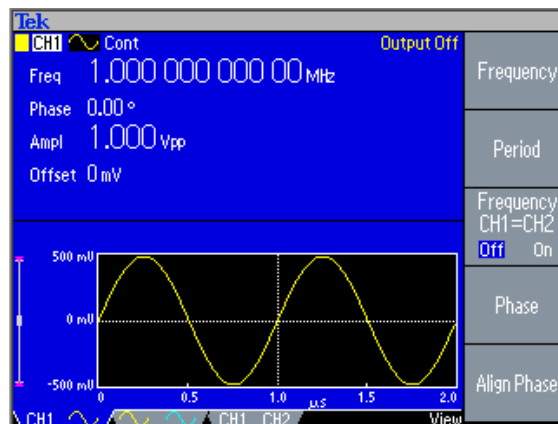 Tek
CH1 Cont Output Off
Freq 1.000 000 000 00 MHz
Phase 0.00 °
Ampl 1.000 Vpp
Offset 0 mV
Frequency
Period
Frequency
CH1=CH2
Off On
Phase
Align Phase
500 mV
0 mV
-500 mV
0 0.5 1.0 µs 1.5 2.0
CH1 CH1 CH2 View